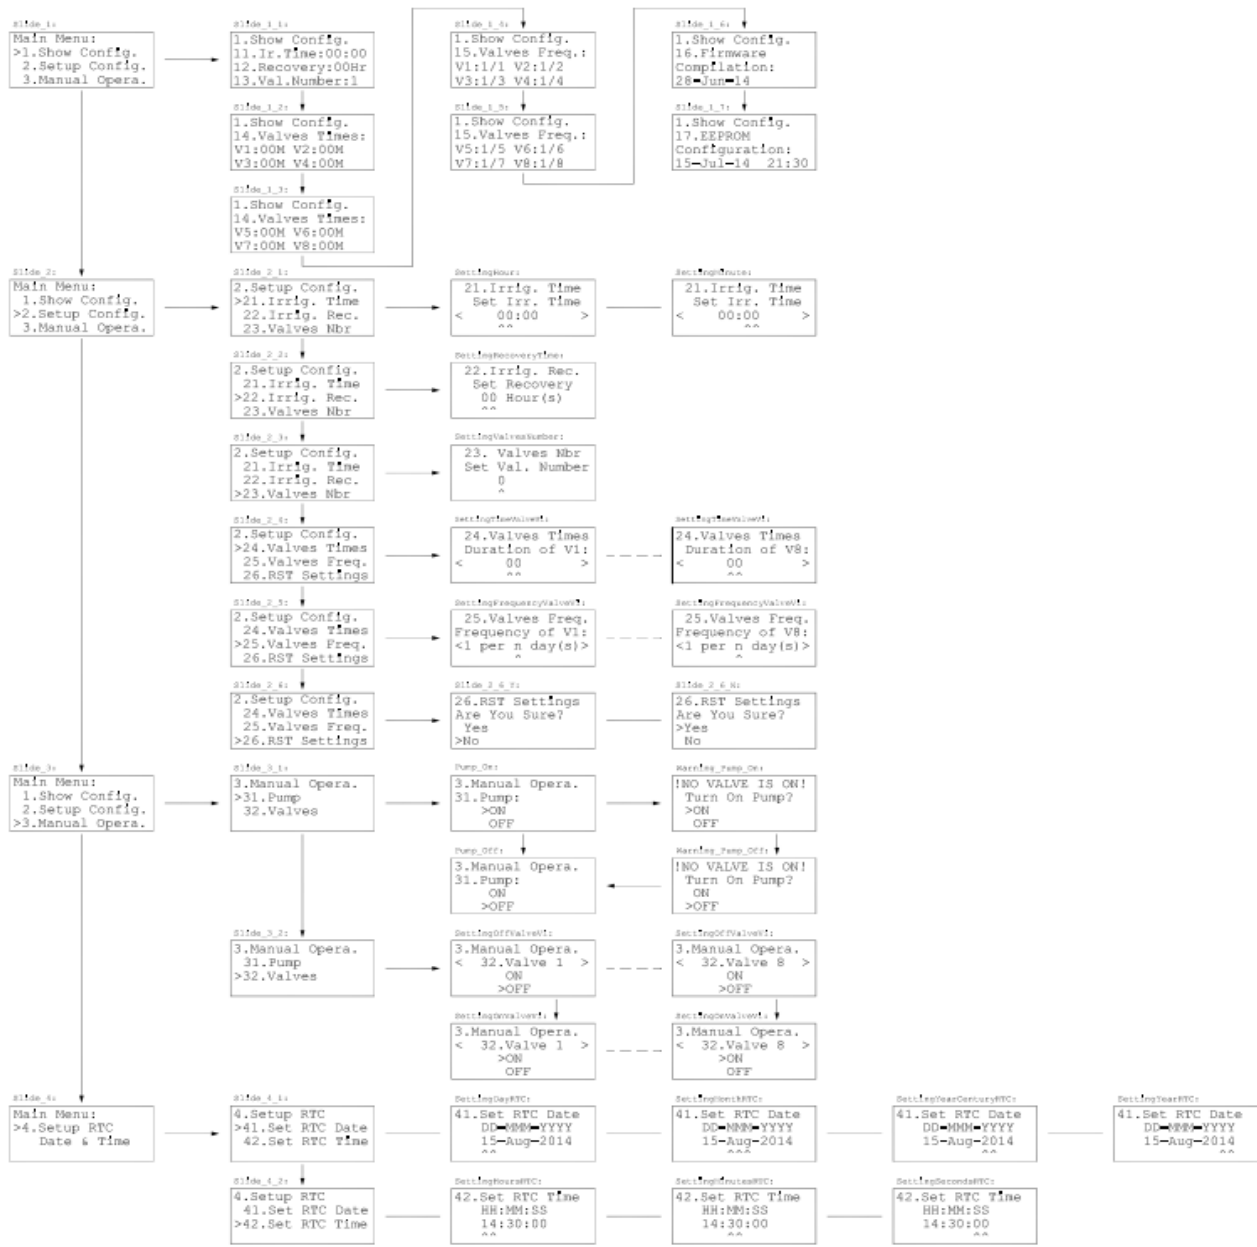 Slide_1:
Main Menu:
>1.Show Config.
2.Setup Config.
3.Manual Opera.
Slide_1_1:
1.Show Config.
11.Ir.Time:00:00
12.Recovery:00Hr
13.Val.Number:1
Slide_1_4:
1.Show Config.
15.Valves Freq.:
V1:1/1 V2:1/2
V3:1/3 V4:1/4
Slide_1_6:
1.Show Config.
16.Firmware
Compilation:
28-Jun-14
Slide_1_2:
1.Show Config.
14.Valves Times:
V1:00M V2:00M
V3:00M V4:00M
Slide_1_5:
1.Show Config.
15.Valves Freq.:
V5:1/5 V6:1/6
V7:1/7 V8:1/8
Slide_1_7:
1.Show Config.
17.EEPROM
Configuration:
15-Jul-14 21:30
Slide_1_3:
1.Show Config.
14.Valves Times:
V5:00M V6:00M
V7:00M V8:00M
Slide_2:
Main Menu:
1.Show Config.
>2.Setup Config.
3.Manual Opera.
Slide_2_1:
2.Setup Config.
>21.Irrig. Time
22.Irrig. Rec.
23.Valves Nbr
SettingHour:
21.Irrig. Time
Set Irr. Time
< 00:00 >
^^
SettingMinute:
21.Irrig. Time
Set Irr. Time
< 00:00 >
^^
Slide_2_2:
2.Setup Config.
21.Irrig. Time
>22.Irrig. Rec.
23.Valves Nbr
SettingRecoveryTime:
22.Irrig. Rec.
Set Recovery
00 Hour(s)
^^
Slide_2_3:
2.Setup Config.
21.Irrig. Time
22.Irrig. Rec.
>23.Valves Nbr
SettingValvesNumber:
23. Valves Nbr
Set Val. Number
0
^
Slide_2_4:
2.Setup Config.
>24.Valves Times
25.Valves Freq.
26.RST Settings
SettingTimeValveVi:
24.Valves Times
Duration of V1:
< 00 >
^^
SettingTimeValveVi:
24.Valves Times
Duration of V8:
< 00 >
^^
Slide_2_5:
2.Setup Config.
24.Valves Times
>25.Valves Freq.
26.RST Settings
SettingFrequencyValveVi:
25.Valves Freq.
Frequency of V1:
<1 per n day(s)>
^
SettingFrequencyValveVi:
25.Valves Freq.
Frequency of V8:
<1 per n day(s)>
^
Slide_2_6:
2.Setup Config.
24.Valves Times
25.Valves Freq.
>26.RST Settings
Slide_2_6_Y:
26.RST Settings
Are You Sure?
Yes
>No
Slide_2_6_N:
26.RST Settings
Are You Sure?
>Yes
No
Slide_3:
Main Menu:
1.Show Config.
2.Setup Config.
>3.Manual Opera.
Slide_3_1:
3.Manual Opera.
>31.Pump
32.Valves
Pump_On:
3.Manual Opera.
31.Pump:
>ON
OFF
Warning_Pump_On:
!NO VALVE IS ON!
Turn On Pump?
>ON
OFF
Pump_Off:
3.Manual Opera.
31.Pump:
ON
>OFF
Warning_Pump_Off:
!NO VALVE IS ON!
Turn On Pump?
ON
>OFF
Slide_3_2:
3.Manual Opera.
31.Pump
>32.Valves
SettingOffValveVi:
3.Manual Opera.
< 32.Valve 1 >
ON
>OFF
SettingOffValveVi:
3.Manual Opera.
< 32.Valve 8 >
ON
>OFF
SettingOnValveVi:
3.Manual Opera.
< 32.Valve 1 >
>ON
OFF
SettingOnValveVi:
3.Manual Opera.
< 32.Valve 8 >
>ON
OFF
Slide_4:
Main Menu:
>4.Setup RTC
Date & Time
Slide_4_1:
4.Setup RTC
>41.Set RTC Date
42.Set RTC Time
SettingDayRTC:
41.Set RTC Date
DD-MMM-YYYY
15-Aug-2014
^^
SettingMonthRTC:
41.Set RTC Date
DD-MMM-YYYY
15-Aug-2014
^^^
SettingYearCenturyRTC:
41.Set RTC Date
DD-MMM-YYYY
15-Aug-2014
^^
SettingYearRTC:
41.Set RTC Date
DD-MMM-YYYY
15-Aug-2014
^^
Slide_4_2:
4.Setup RTC
41.Set RTC Date
>42.Set RTC Time
SettingHoursRTC:
42.Set RTC Time
HH:MM:SS
14:30:00
^^
SettingMinutesRTC:
42.Set RTC Time
HH:MM:SS
14:30:00
^^
SettingSecondsRTC:
42.Set RTC Time
HH:MM:SS
14:30:00
^^